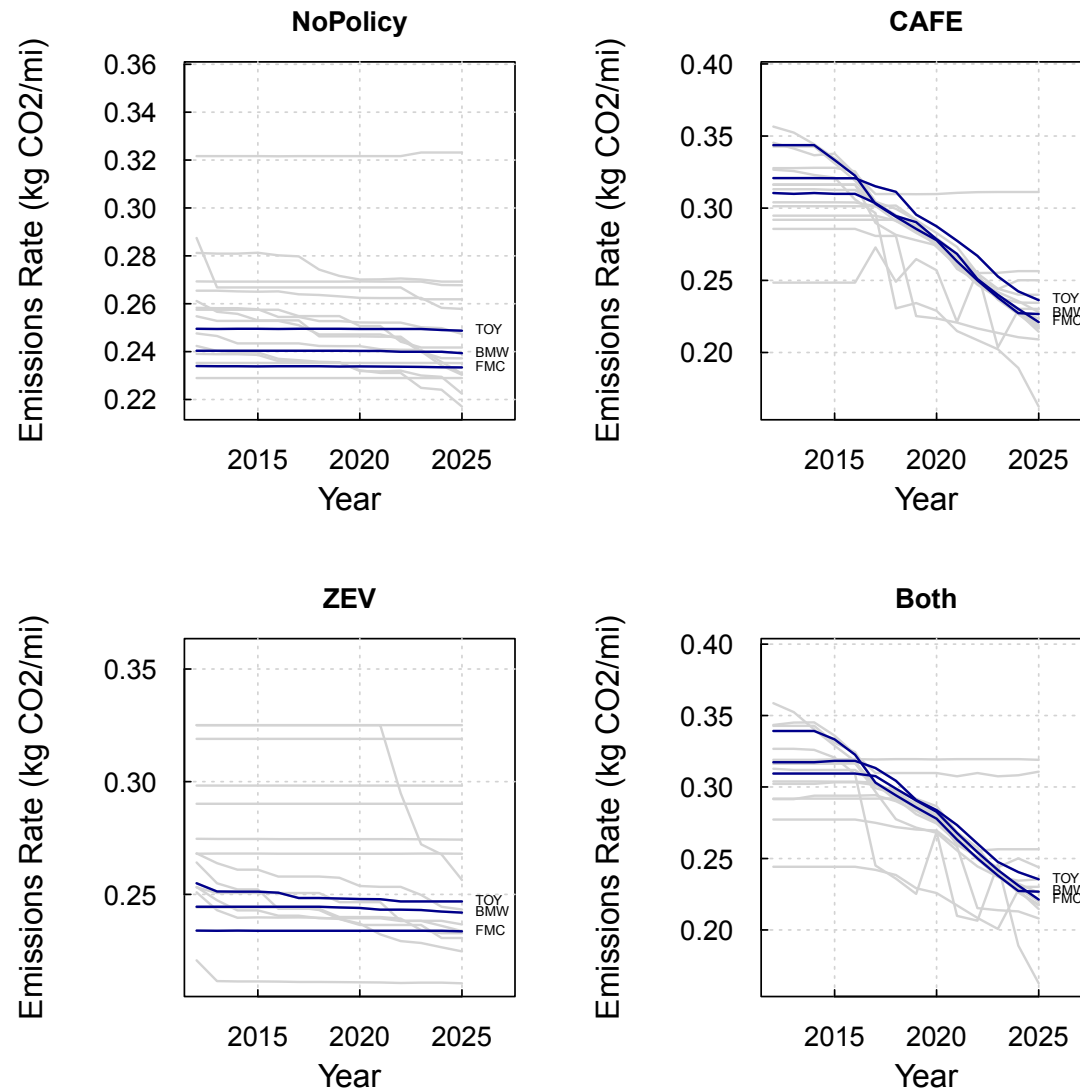 NoPolicy
Emissions Rate (kg CO2/mi)
0.36
0.34
0.32
0.30
0.28
0.26
0.24
0.22
TOY
BMW
FMC
2015 2020 2025
Year
CAFE
Emissions Rate (kg CO2/mi)
0.40
0.35
0.30
0.25
0.20
TOY
BMW
FMC
2015 2020 2025
Year
ZEV
Emissions Rate (kg CO2/mi)
0.35
0.30
0.25
TOY
BMW
FMC
2015 2020 2025
Year
Both
Emissions Rate (kg CO2/mi)
0.40
0.35
0.30
0.25
0.20
TOY
BMW
FMC
2015 2020 2025
Year